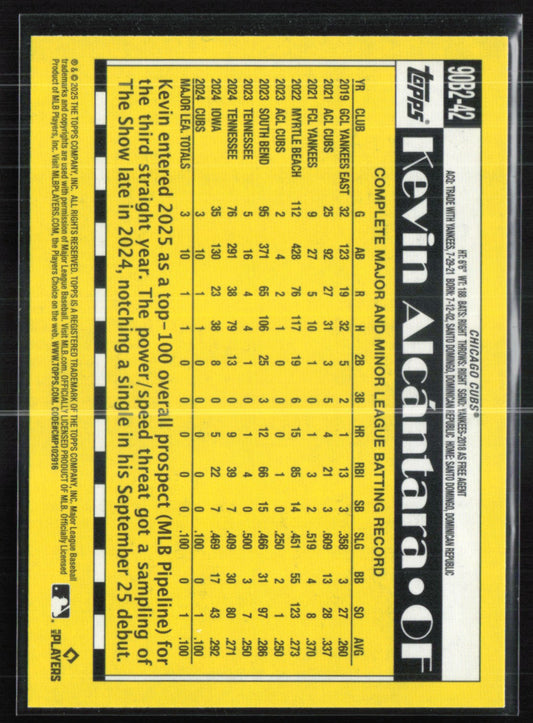 90B2-42
CHICAGO CUBS®
HT: 6'6" WT: 188 BATS: RIGHT THROWS: RIGHT SGND: YANKEES-2018 AS FREE AGENT
ACQ: TRADE WITH YANKEES, 7-29-21 BORN: 7-12-02, SANTO DOMINGO, DOMINICAN REPUBLIC HOME: SANTO DOMINGO, DOMINICAN REPUBLIC
Topps® Kevin Alcántara • OF
COMPLETE MAJOR AND MINOR LEAGUE BATTING RECORD
YR CLUB G AB R H 2B 3B HR RBI SB SLG BB SO AVG
2019 GCL YANKEES EAST 32 123 19 32 5 2 1 13 3 .358 3 27 .260
2021 ACL CUBS 25 92 27 31 3 5 4 21 3 .609 13 28 .337
2021 FCL YANKEES 9 27 5 10 1 0 1 3 2 .519 4 8 .370
2022 MYRTLE BEACH 112 428 76 117 19 6 15 85 14 .451 55 123 .273
2023 ACL CUBS 2 4 2 1 0 0 0 1 0 .250 2 0 .250
2023 SOUTH BEND 95 371 65 106 25 3 12 66 15 .466 31 97 .286
2023 TENNESSEE 5 16 4 4 1 0 1 4 0 .500 3 7 .250
2024 TENNESSEE 76 291 38 79 13 0 9 39 7 .409 30 80 .271
2024 IOWA 35 130 23 38 8 0 5 22 7 .469 17 43 .292
2024 CUBS 3 10 0 1 0 0 0 0 0 .100 0 1 .100
MAJOR LEA. TOTALS 3 10 0 1 0 0 0 0 0 .100 0 1 .100
Kevin entered 2025 as a top-100 overall prospect (MLB Pipeline) for
the third straight year. The power/speed threat got a sampling of
The Show late in 2024, notching a single in his September 25 debut.
® & © 2025 THE TOPPS COMPANY, INC. ALL RIGHTS RESERVED. TOPPS IS A REGISTERED TRADEMARK OF THE TOPPS COMPANY, INC. Major League Baseball
trademarks and copyrights are used with permission of Major League Baseball. Visit MLB.com. OFFICIALLY LICENSED PRODUCT OF MLB. Officially Licensed
Product of MLB Players, Inc. Visit MLBPLAYERS.COM, the Players Choice on the web. WWW.TOPPS.COM. CODE#CMP102916
MLB PLAYERS